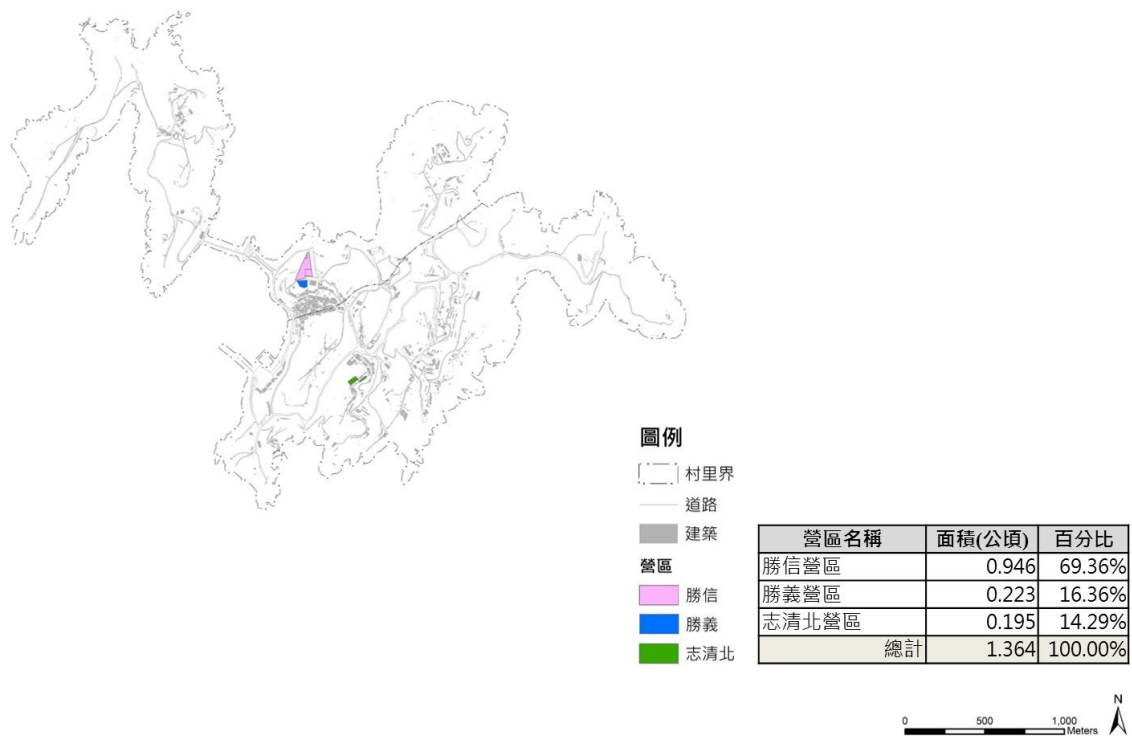 圖例
村里界
道路
建築
營區
勝信
勝義
志清北
營區名稱 面積(公頃) 百分比
勝信營區 0.946 69.36%
勝義營區 0.223 16.36%
志清北營區 0.195 14.29%
總計 1.364 100.00%
N
0 500 1,000
Meters